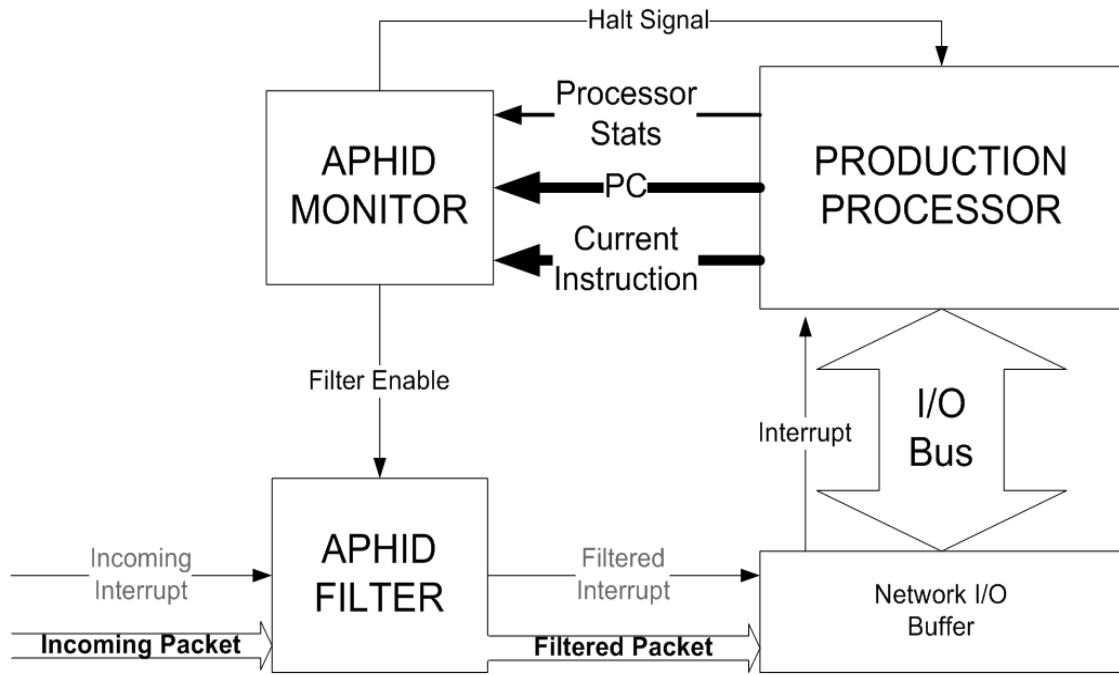 Halt Signal
Processor
Stats
APHID
MONITOR
PRODUCTION
PROCESSOR
PC
Current
Instruction
Filter Enable
Interrupt
I/O
Bus
APHID
FILTER
Incoming
Interrupt
Filtered
Interrupt
Network I/O
Buffer
Incoming Packet
Filtered Packet